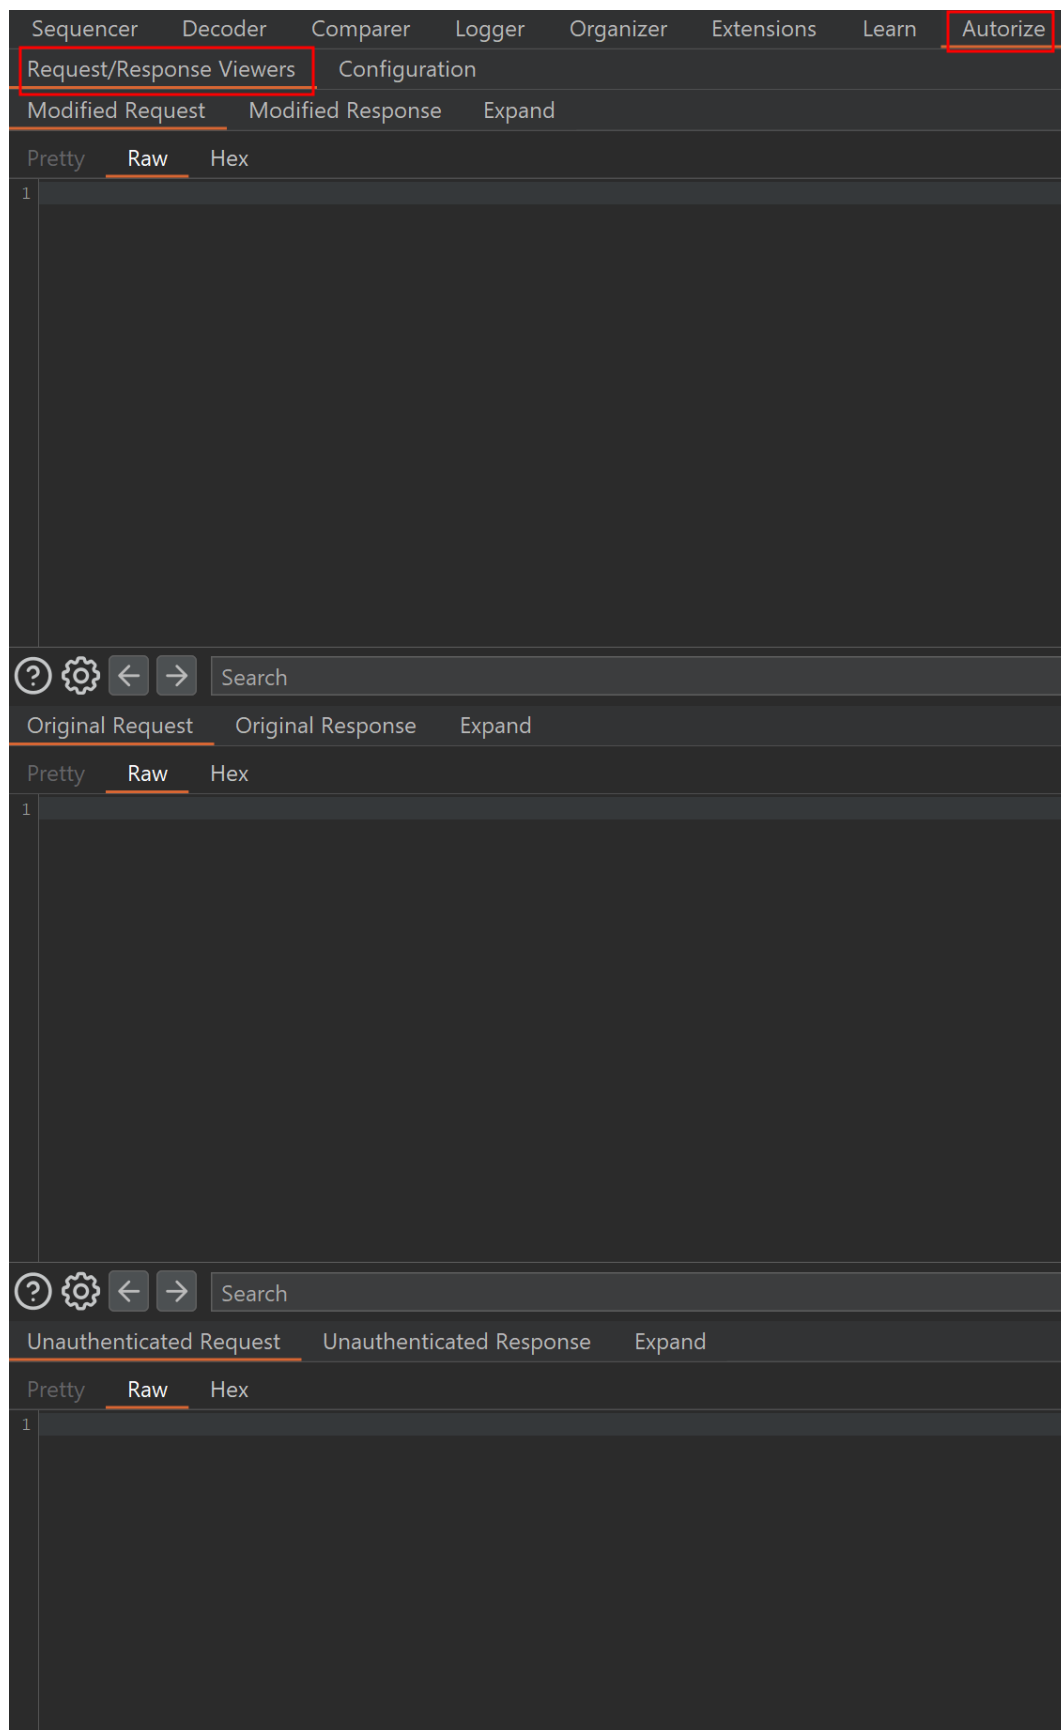 Sequencer Decoder Comparer Logger Organizer Extensions Learn Autorize
Request/Response Viewers Configuration
Modified Request Modified Response Expand
Pretty Raw Hex
1
Search
Original Request Original Response Expand
Pretty Raw Hex
1
Search
Unauthenticated Request Unauthenticated Response Expand
Pretty Raw Hex
1